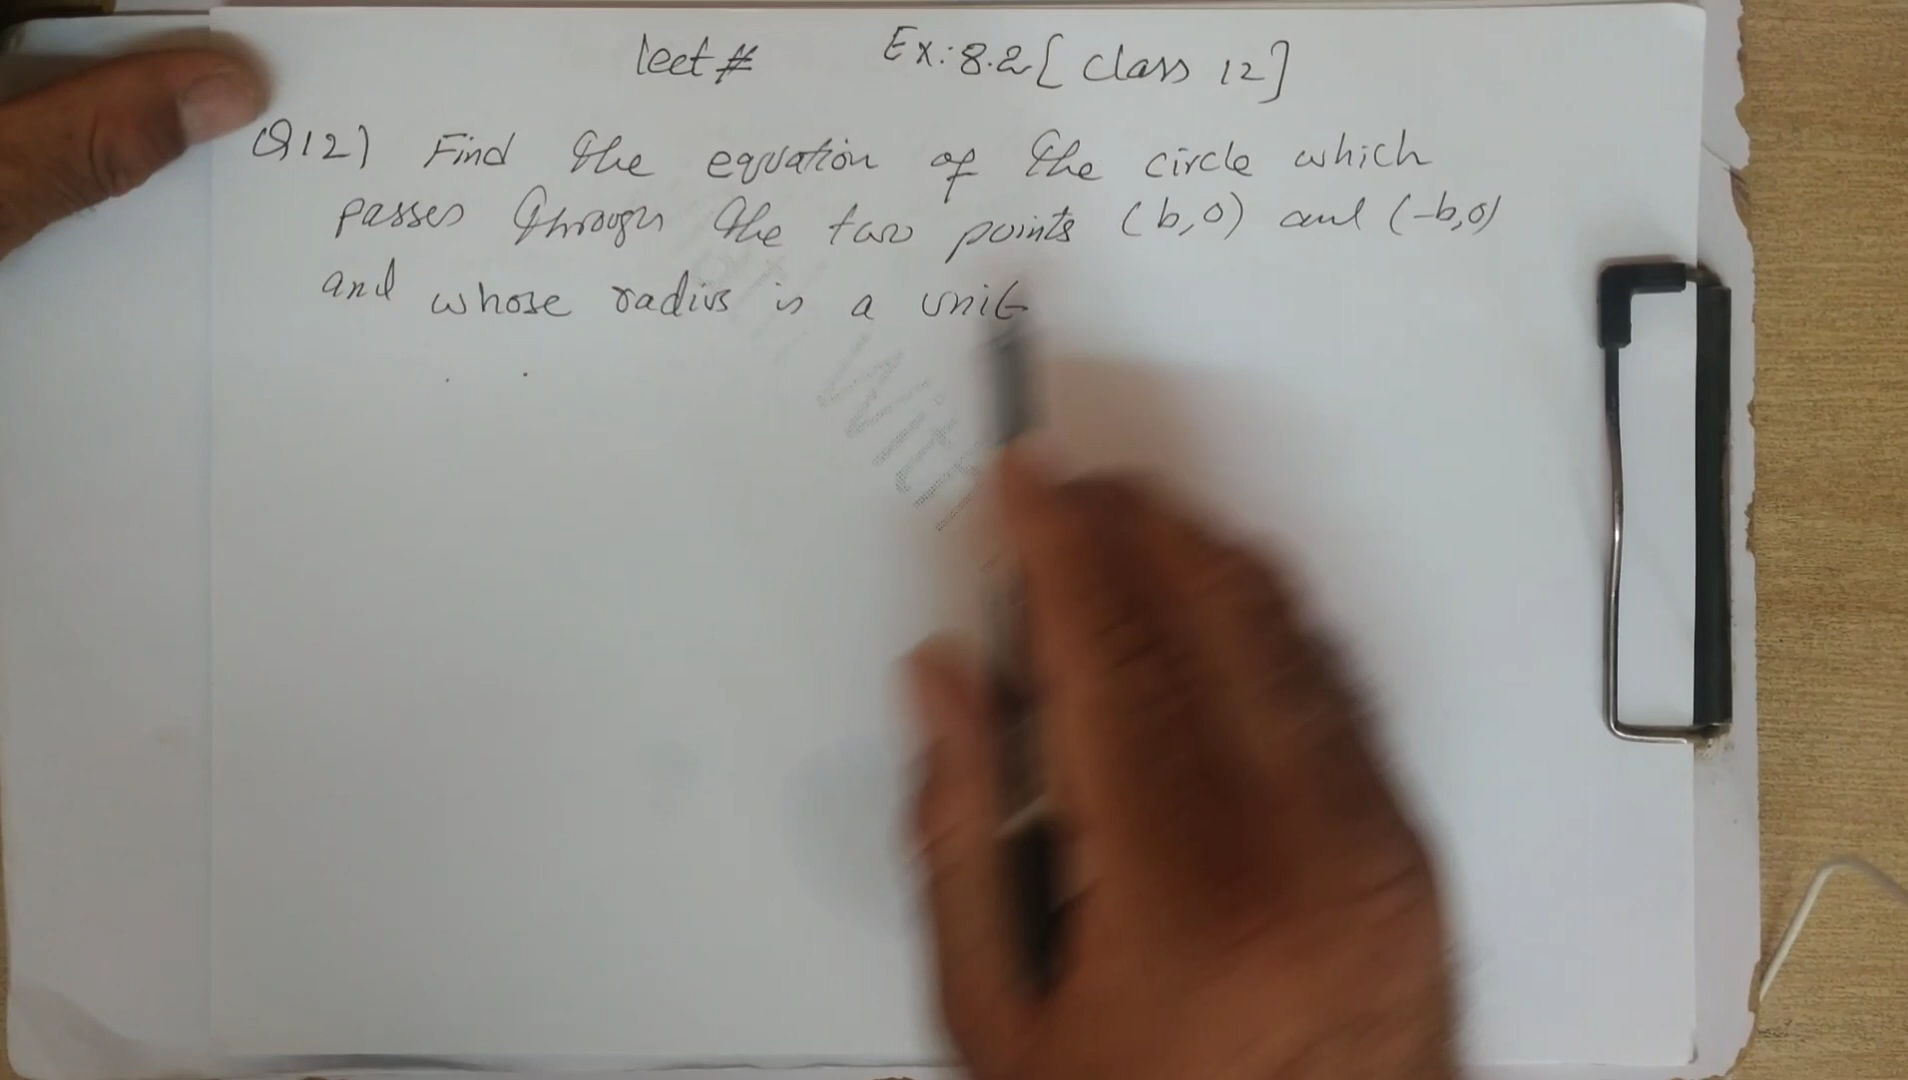 Lect # Ex: 8.2 [ Class 12 ]
Q12) Find the equation of the circle which
passes through the two points (b,0) and (-b,0)
and whose radius is a unit
With